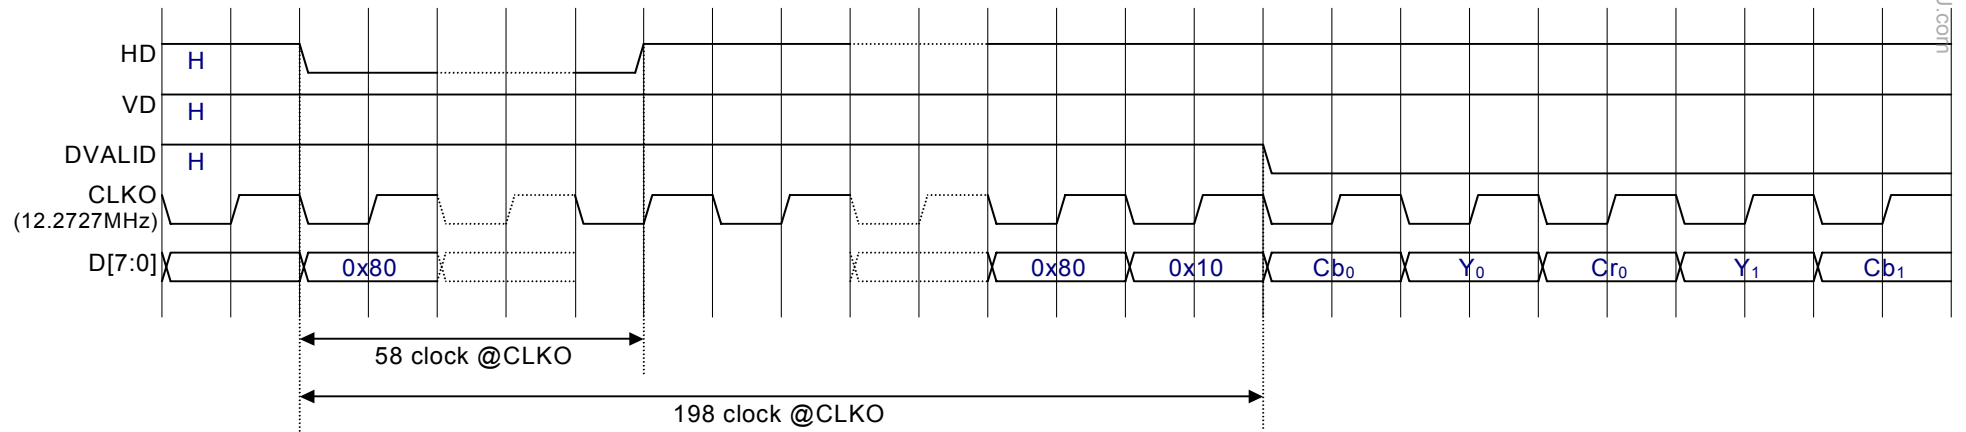 HD H
VD H
DVALID H
CLKO
(12.2727MHz)
D[7:0] 0x80 0x80 0x10 Cb₀ Y₀ Cr₀ Y₁ Cb₁
58 clock @CLKO
198 clock @CLKO
U.com